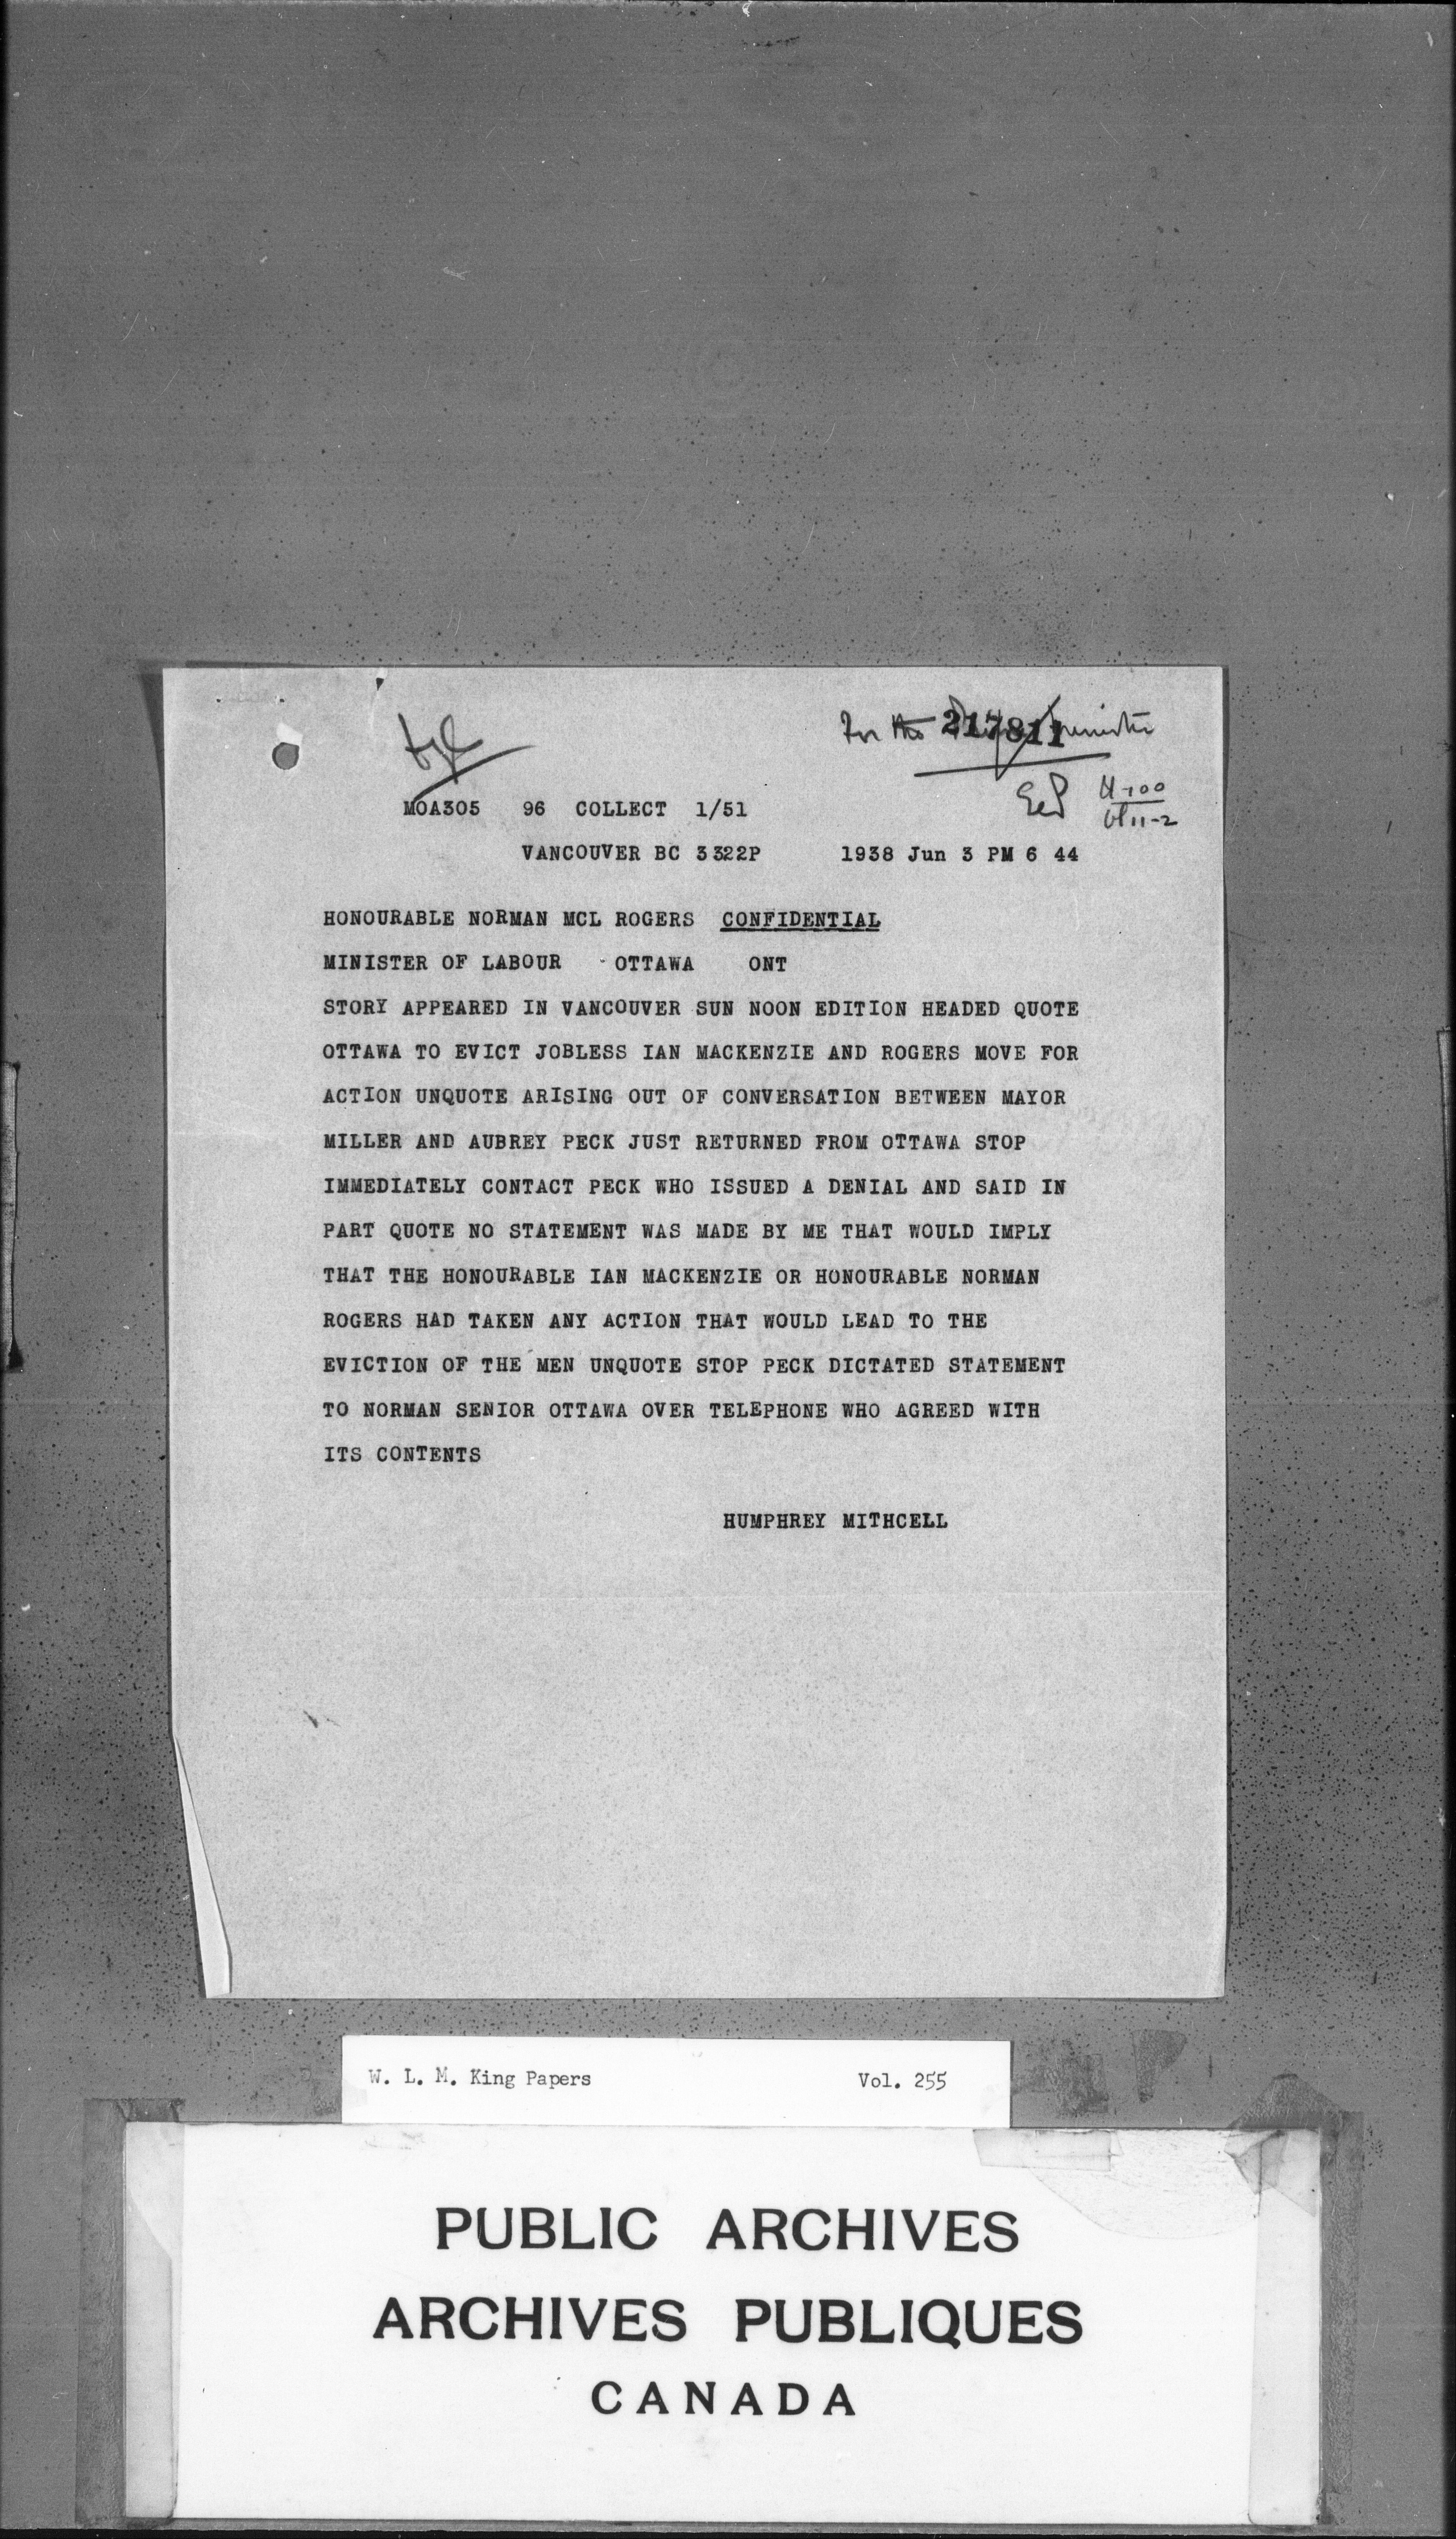 For the Prime Minister
217811
MOA305 96 COLLECT 1/51
VANCOUVER BC 3 322P 1938 Jun 3 PM 6 44
HONOURABLE NORMAN MCL ROGERS CONFIDENTIAL
MINISTER OF LABOUR - OTTAWA ONT
STORY APPEARED IN VANCOUVER SUN NOON EDITION HEADED QUOTE
OTTAWA TO EVICT JOBLESS IAN MACKENZIE AND ROGERS MOVE FOR
ACTION UNQUOTE ARISING OUT OF CONVERSATION BETWEEN MAYOR
MILLER AND AUBREY PECK JUST RETURNED FROM OTTAWA STOP
IMMEDIATELY CONTACT PECK WHO ISSUED A DENIAL AND SAID IN
PART QUOTE NO STATEMENT WAS MADE BY ME THAT WOULD IMPLY
THAT THE HONOURABLE IAN MACKENZIE OR HONOURABLE NORMAN
ROGERS HAD TAKEN ANY ACTION THAT WOULD LEAD TO THE
EVICTION OF THE MEN UNQUOTE STOP PECK DICTATED STATEMENT
TO NORMAN SENIOR OTTAWA OVER TELEPHONE WHO AGREED WITH
ITS CONTENTS
HUMPHREY MITHCELL
W. L. M. King Papers Vol. 255
PUBLIC ARCHIVES
ARCHIVES PUBLIQUES
CANADA